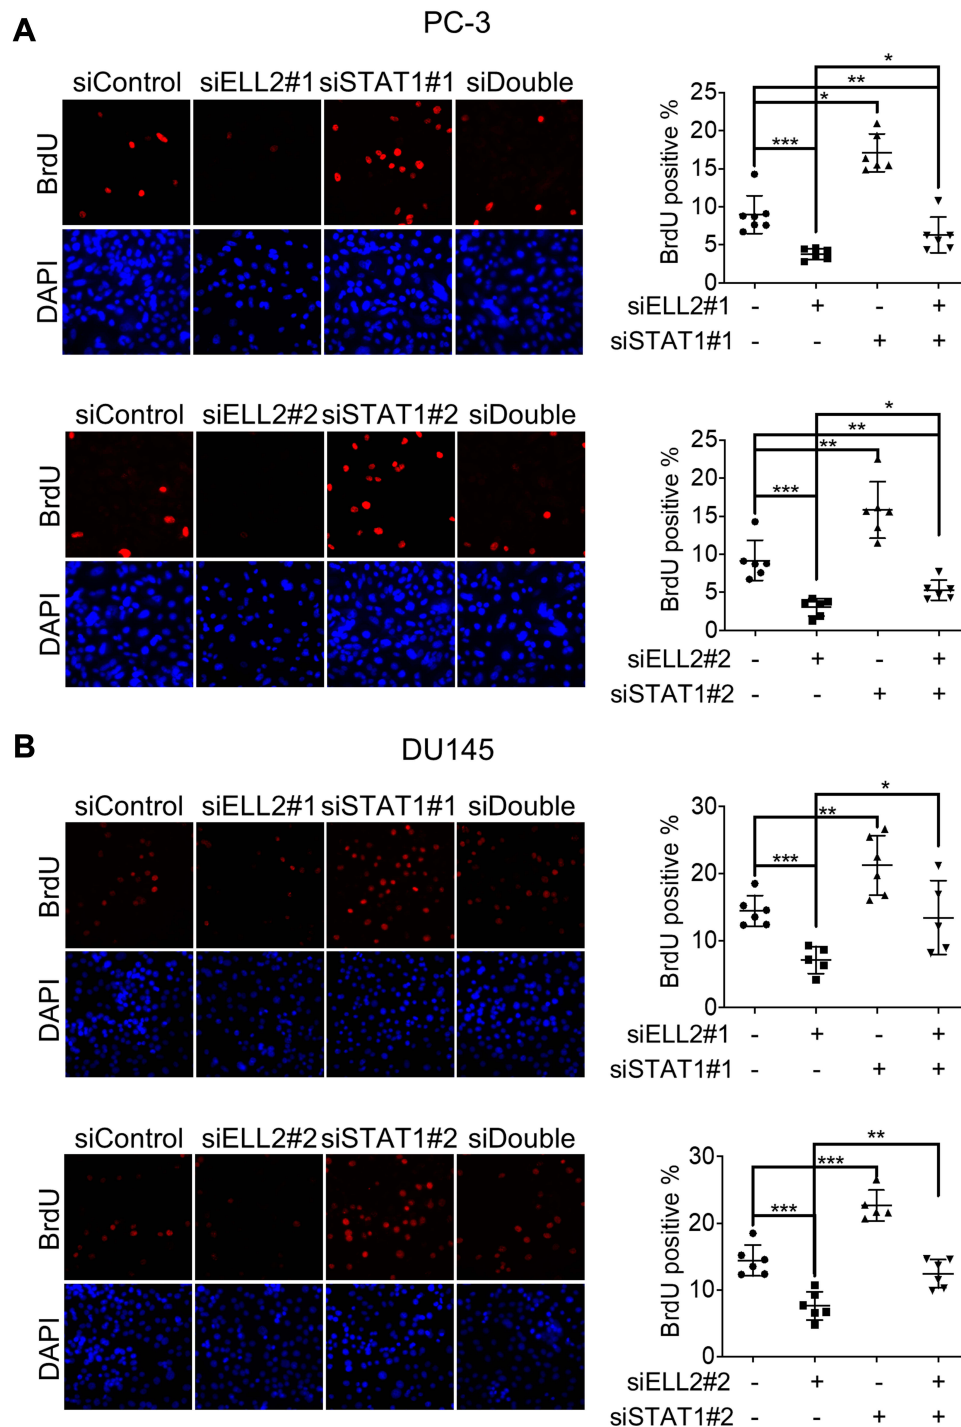 A
PC-3
siControl siELL2#1 siSTAT1#1 siDouble
BrdU
DAPI
BrdU positive %
25
20
15
10
5
0
*
**
*
***
siELL2#1 - + - +
siSTAT1#1 - - + +
siControl siELL2#2 siSTAT1#2 siDouble
BrdU
DAPI
BrdU positive %
25
20
15
10
5
0
*
**
**
***
siELL2#2 - + - +
siSTAT1#2 - - + +
B
DU145
siControl siELL2#1 siSTAT1#1 siDouble
BrdU
DAPI
BrdU positive %
30
20
10
0
*
**
***
siELL2#1 - + - +
siSTAT1#1 - - + +
siControl siELL2#2 siSTAT1#2 siDouble
BrdU
DAPI
BrdU positive %
30
20
10
0
**
***
***
siELL2#2 - + - +
siSTAT1#2 - - + +